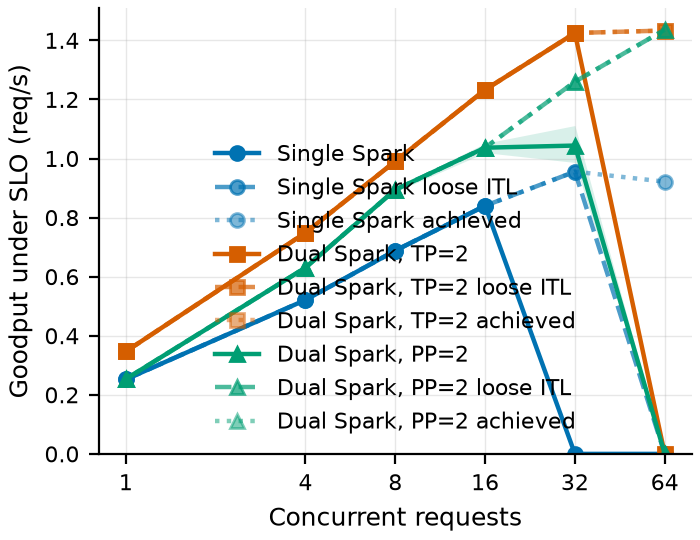 Goodput under SLO (req/s)
1.4
1.2
1.0
0.8
0.6
0.4
0.2
0.0
Single Spark
Single Spark loose ITL
Single Spark achieved
Dual Spark, TP=2
Dual Spark, TP=2 loose ITL
Dual Spark, TP=2 achieved
Dual Spark, PP=2
Dual Spark, PP=2 loose ITL
Dual Spark, PP=2 achieved
1 4 8 16 32 64
Concurrent requests